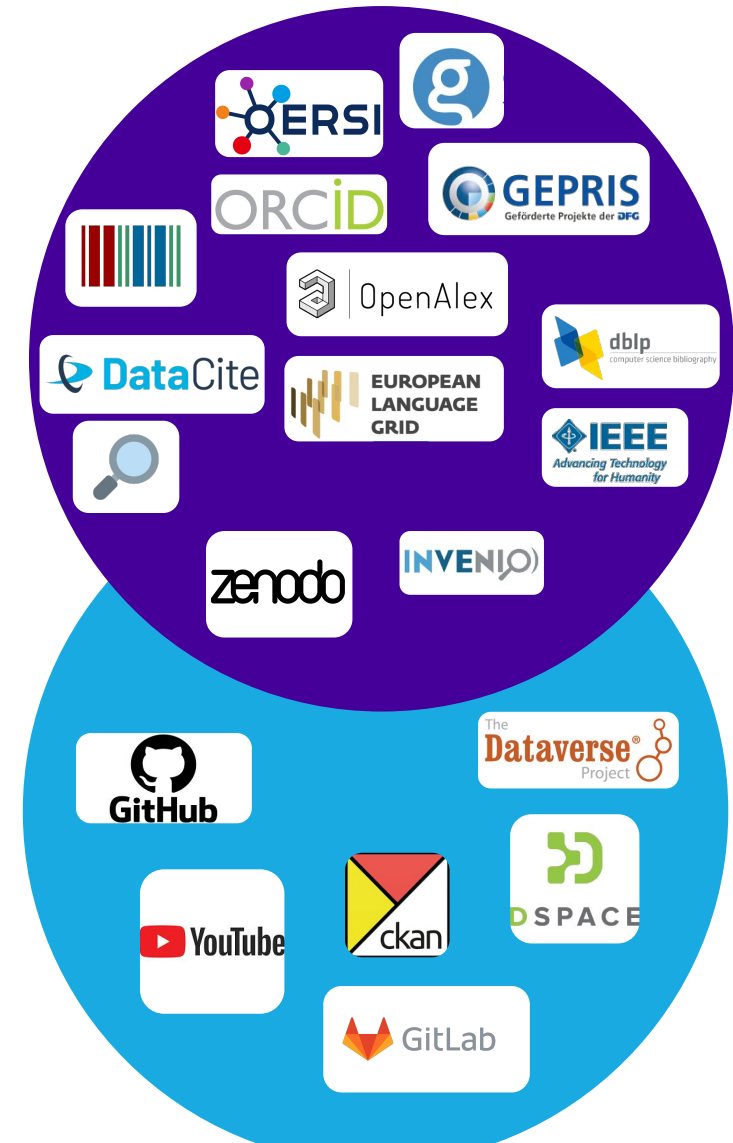 OERSI
g
ORCiD
GEPRIS
Geförderte Projekte der DFG
OpenAlex
dblp
computer science bibliography
DataCite
EUROPEAN
LANGUAGE
GRID
IEEE
Advancing Technology
for Humanity
zenodo
INVENIO
The
Dataverse®
Project
GitHub
DSPACE
YouTube
ckan
GitLab